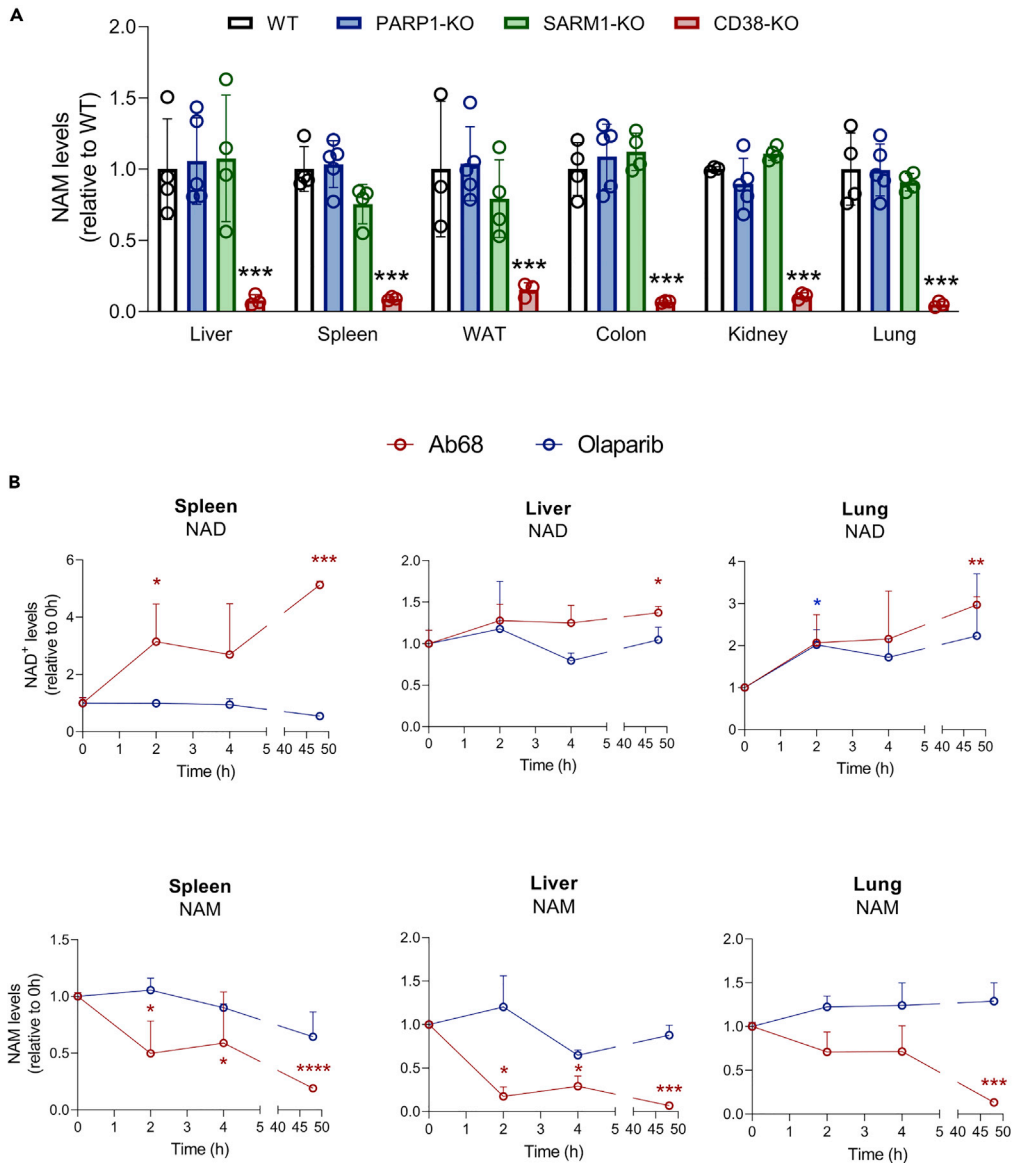 A
WT PARP1-KO SARM1-KO CD38-KO
NAM levels
(relative to WT)
2.0
1.5
1.0
0.5
0.0
*** *** *** *** *** ***
Liver Spleen WAT Colon Kidney Lung
Ab68 Olaparib
B
Spleen
NAD
NAD+ levels
(relative to 0h)
6
4
2
0
* ***
0 1 2 3 4 5 40 45 50
Time (h)
Liver
NAD
2.0
1.5
1.0
0.5
0.0
*
0 1 2 3 4 5 40 45 50
Time (h)
Lung
NAD
4
3
2
1
0
* **
0 1 2 3 4 5 40 45 50
Time (h)
Spleen
NAM
NAM levels
(relative to 0h)
1.5
1.0
0.5
0.0
* * ****
0 1 2 3 4 5 40 45 50
Time (h)
Liver
NAM
2.0
1.5
1.0
0.5
0.0
* * ***
0 1 2 3 4 5 40 45 50
Time (h)
Lung
NAM
2.0
1.5
1.0
0.5
0.0
***
0 1 2 3 4 5 40 45 50
Time (h)